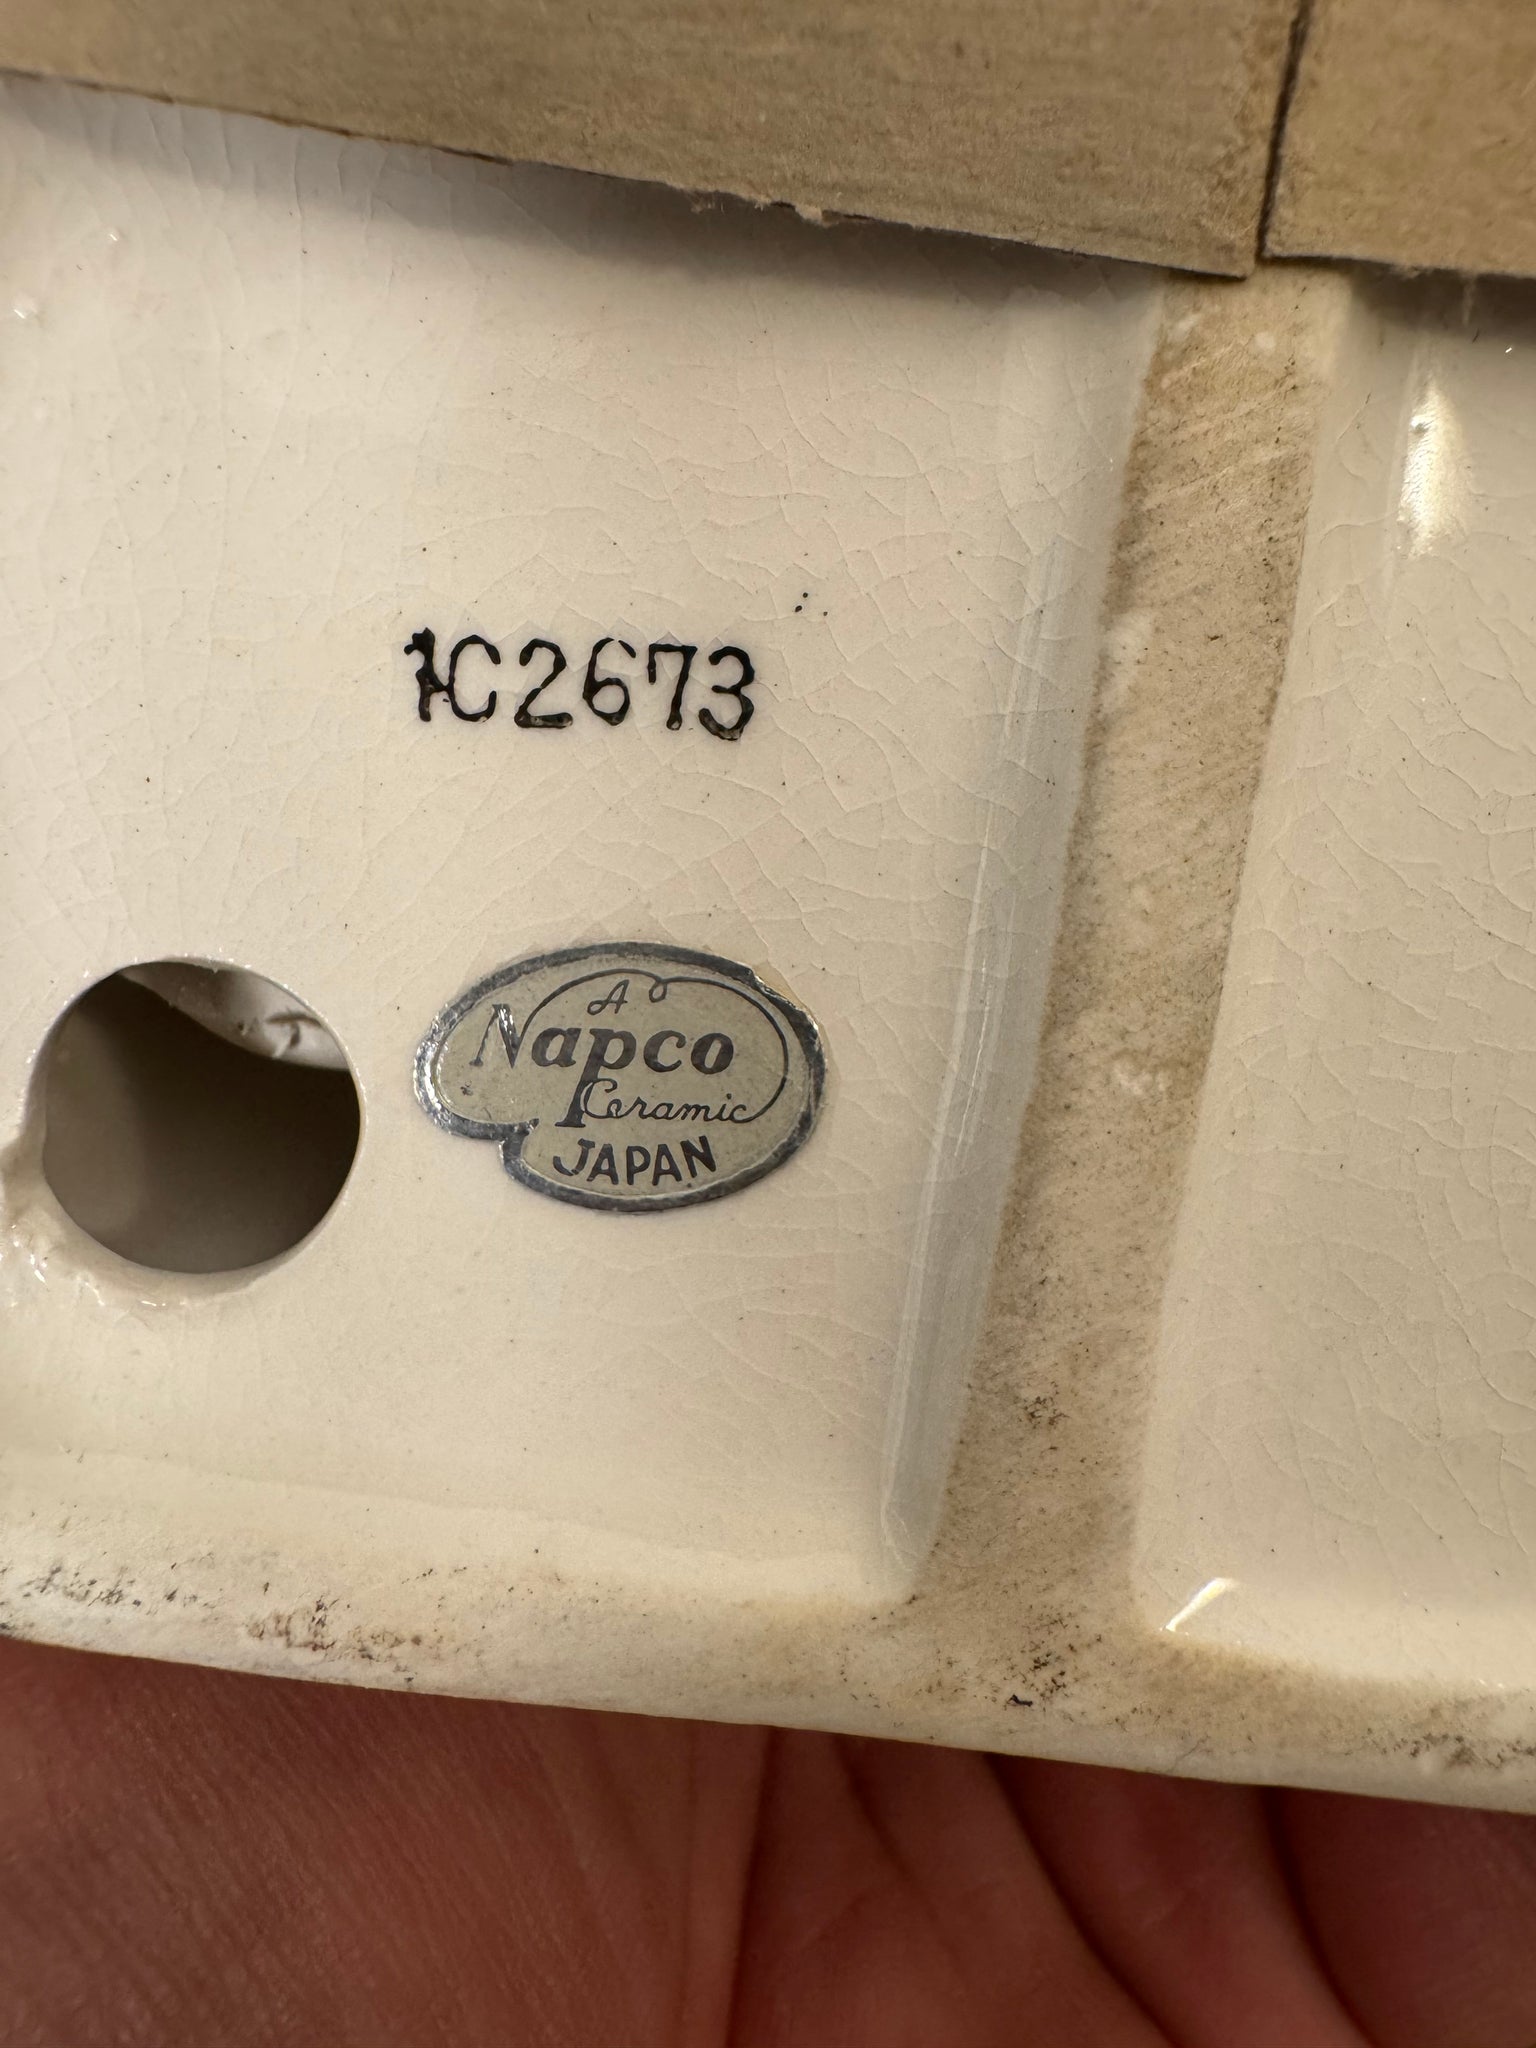 1C2673
A
Napco
Ceramic
JAPAN